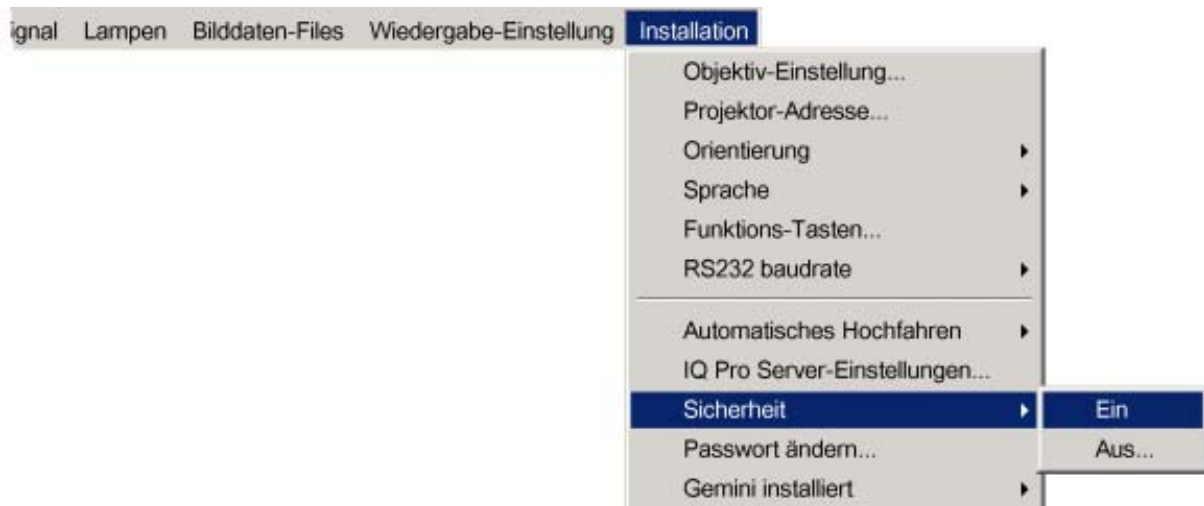 ignal Lampen Bilddaten-Files Wiedergabe-Einstellung Installation
Objektiv-Einstellung...
Projektor-Adresse...
Orientierung
Sprache
Funktions-Tasten...
RS232 baudrate
Automatisches Hochfahren
IQ Pro Server-Einstellungen...
Sicherheit Ein
Passwort ändern... Aus...
Gemini installiert